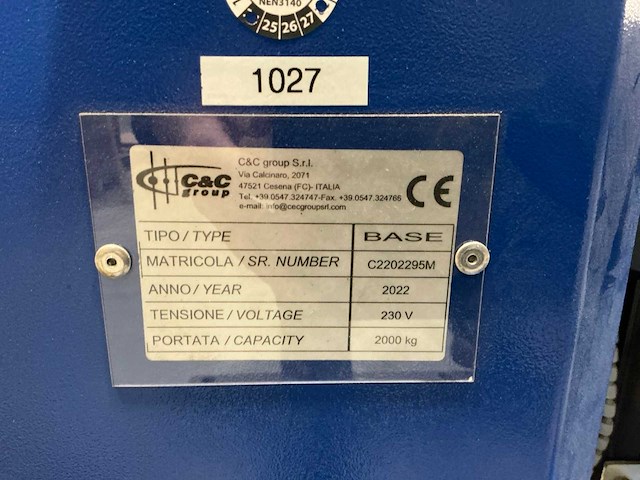 NEN3140
25 26 27
1027
C&C group
C&C group S.r.l.
Via Calcinaro, 2071
47521 Cesena (FC)- ITALIA
Tel. +39.0547.324747-Fax. +39.0547.324766
e-mail: info@cecgroupsrl.com
CE
TIPO / TYPE BASE
MATRICOLA / SR. NUMBER C2202295M
ANNO / YEAR 2022
TENSIONE / VOLTAGE 230 V
PORTATA / CAPACITY 2000 kg